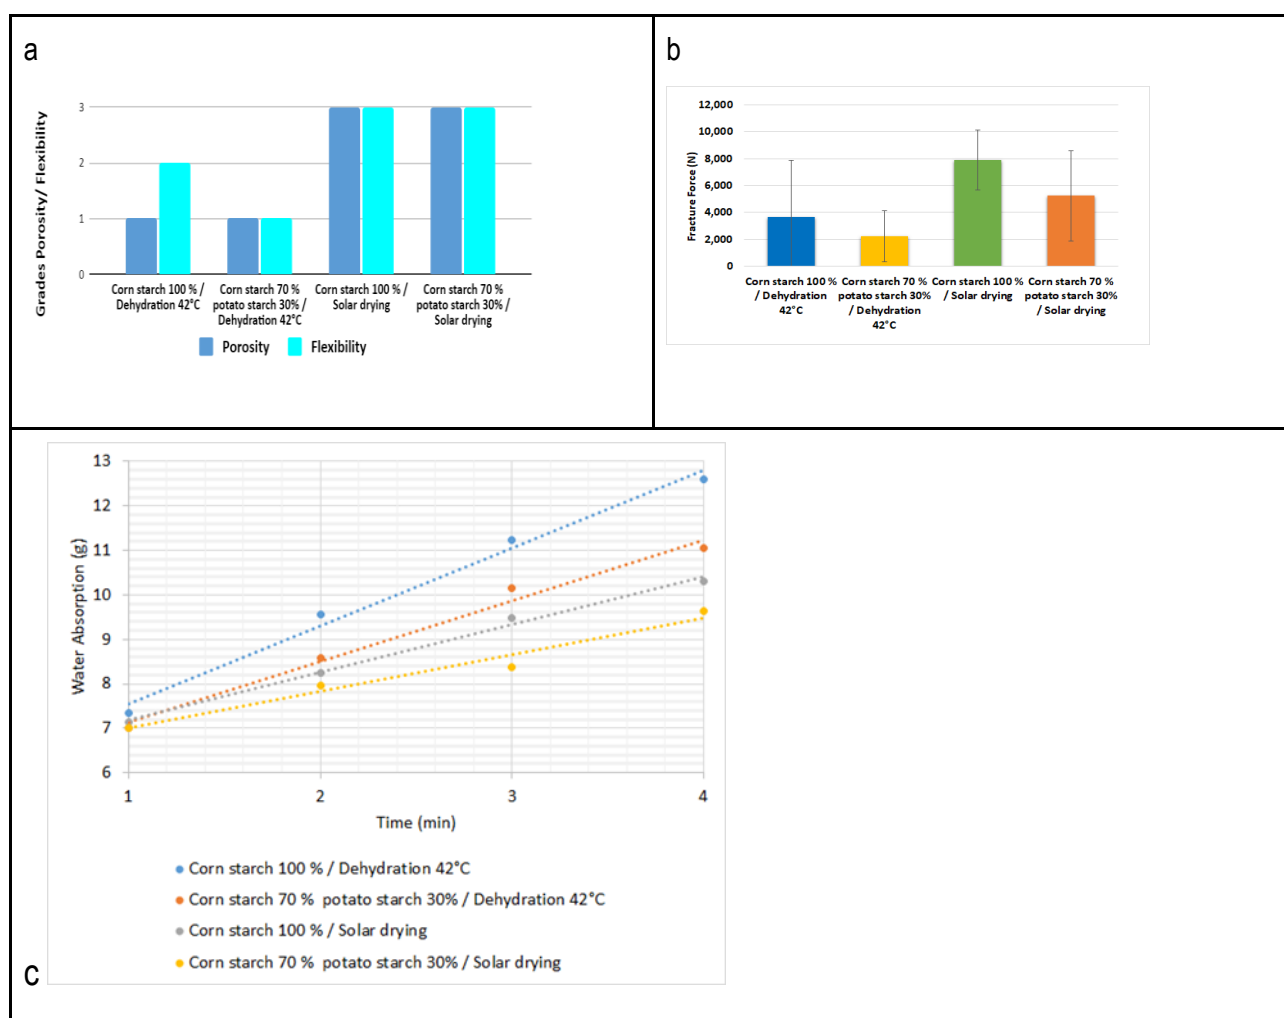 a
Grades Porosity/ Flexibility
3
2
1
0
Corn starch 100 % /
Dehydration 42°C
Corn starch 70 %
potato starch 30% /
Dehydration 42°C
Corn starch 100 % /
Solar drying
Corn starch 70 %
potato starch 30% /
Solar drying
Porosity
Flexibility
b
Fracture Force (N)
12,000
10,000
8,000
6,000
4,000
2,000
0
Corn starch 100 %
/ Dehydration
42°C
Corn starch 70 %
potato starch 30%
/ Dehydration
42°C
Corn starch 100 %
/ Solar drying
Corn starch 70 %
potato starch 30%
/ Solar drying
Water Absorption (g)
13
12
11
10
9
8
7
6
1 2 3 4
Time (min)
Corn starch 100 % / Dehydration 42°C
Corn starch 70 %  potato starch 30% / Dehydration 42°C
Corn starch 100 % / Solar drying
Corn starch 70 %  potato starch 30% / Solar drying
c